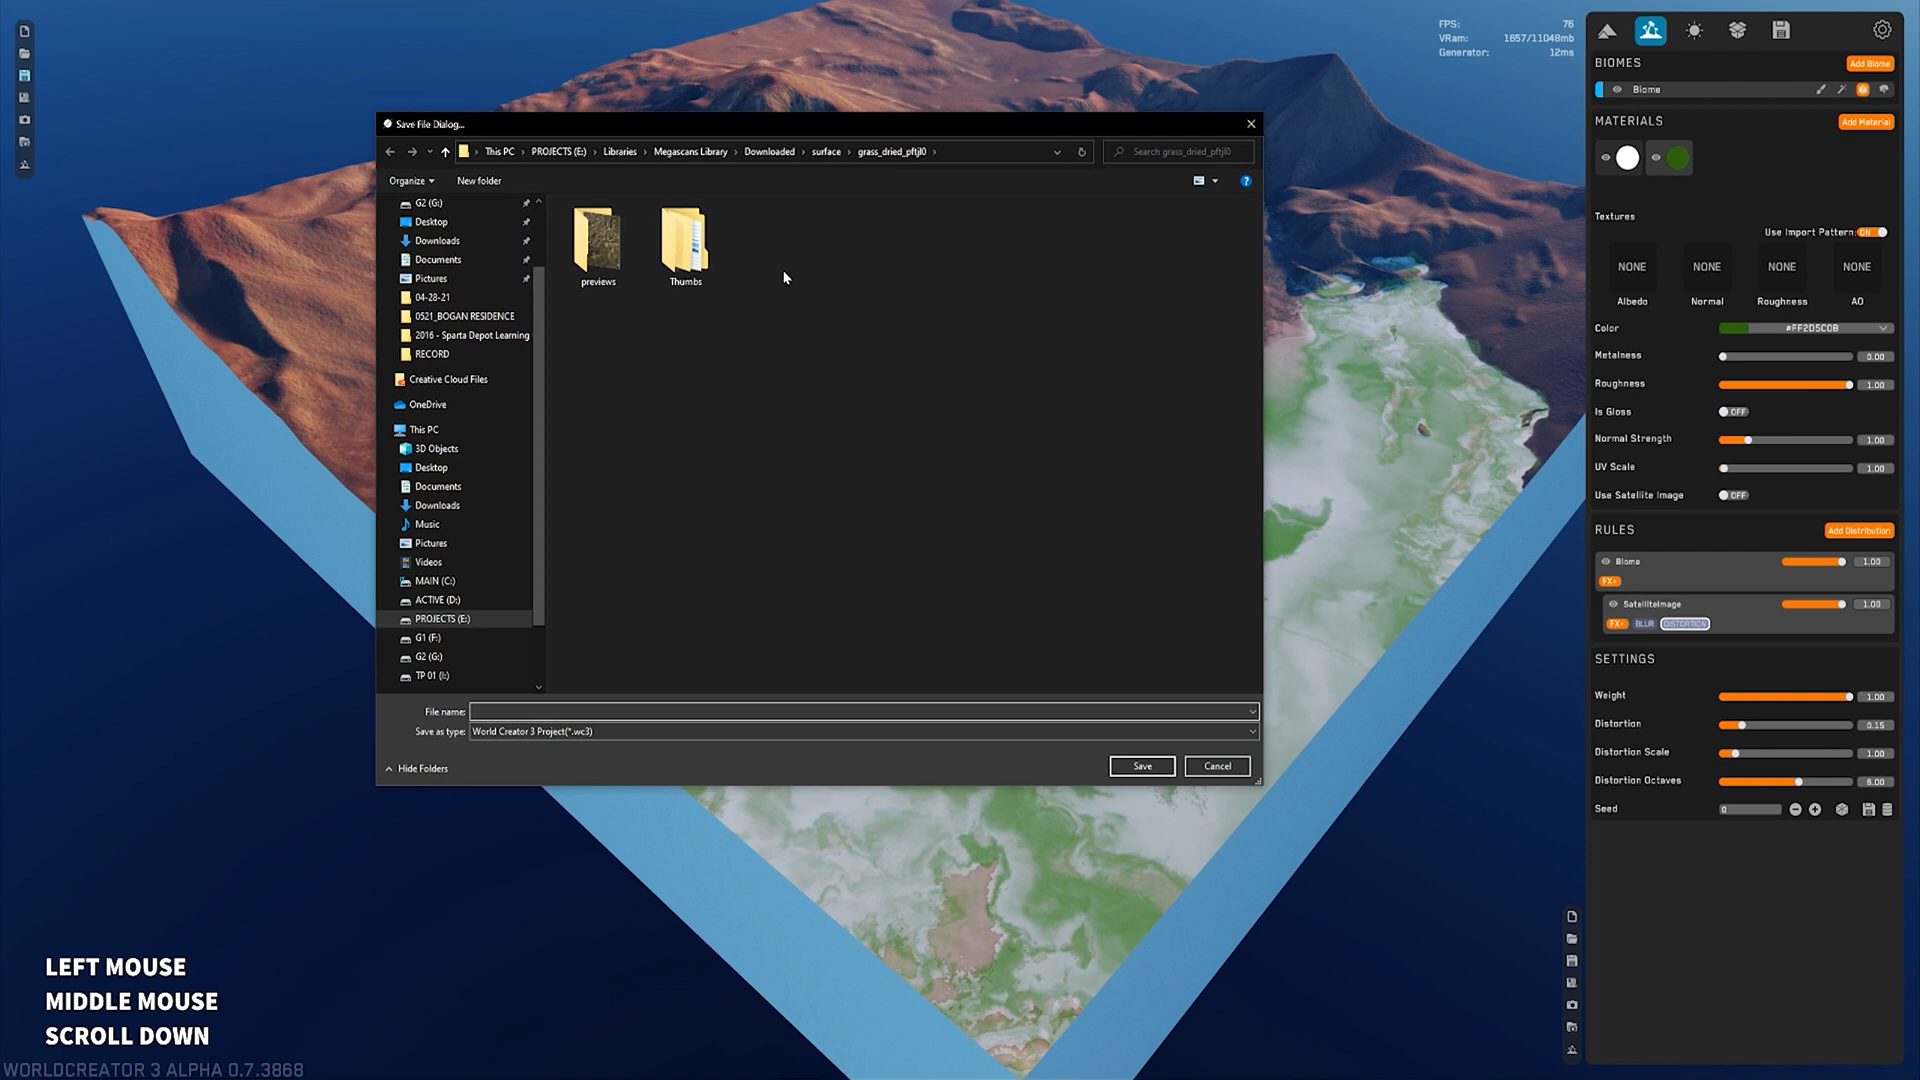 FPS: 76
VRam: 1657/11048mb
Generator: 12ms
Save File Dialog...
This PC > PROJECTS (E:) > Libraries > Megascans Library > Downloaded > surface > grass_dried_pftjl0 >
Search grass_dried_pftjl0
Organize
New folder
G2 (G:)
Desktop
Downloads
Documents
Pictures
04-28-21
0521_BOGAN RESIDENCE
2016 - Sparta Depot Learning
RECORD
Creative Cloud Files
OneDrive
This PC
3D Objects
Desktop
Documents
Downloads
Music
Pictures
Videos
MAIN (C:)
ACTIVE (D:)
PROJECTS (E:)
G1 (F:)
G2 (G:)
TP 01 (I:)
previews
Thumbs
File name:
Save as type: World Creator 3 Project(*.wc3)
Hide Folders
Save
Cancel
BIOMES
Add Biome
Biome
MATERIALS
Add Material
Textures
Use Import Pattern: ON
NONE NONE NONE NONE
Albedo Normal Roughness AO
Color #FF2D5C0B
Metalness 0.00
Roughness 1.00
Is Gloss OFF
Normal Strength 1.00
UV Scale 1.00
Use Satellite Image OFF
RULES
Add Distribution
Biome 1.00
FX+
SatelliteImage 1.00
FX+ BLUR DISTORTION
SETTINGS
Weight 1.00
Distortion 0.15
Distortion Scale 1.00
Distortion Octaves 6.00
Seed 0
LEFT MOUSE
MIDDLE MOUSE
SCROLL DOWN
WORLDCREATOR 3 ALPHA 0.7.3868